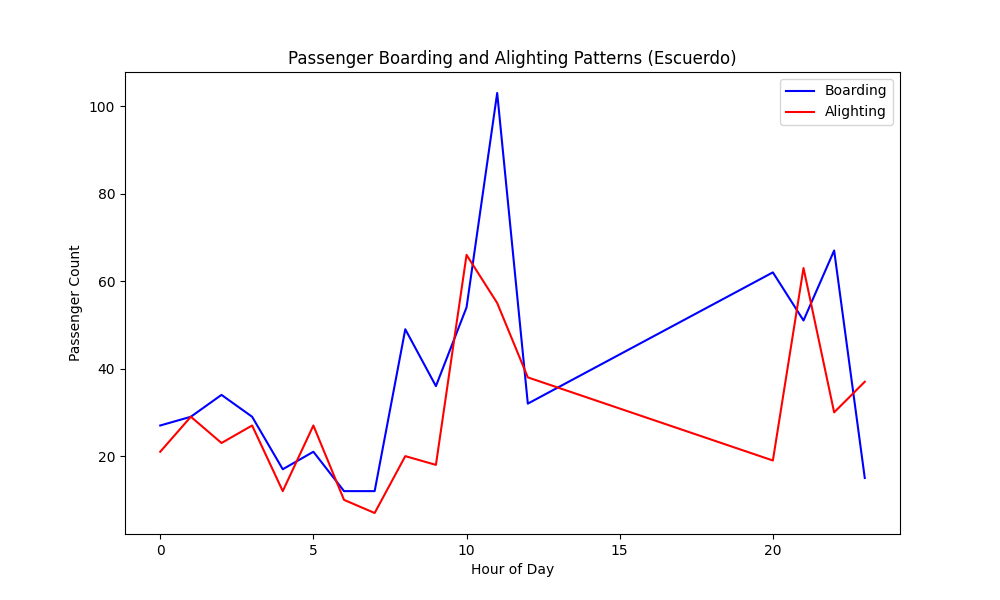 Passenger Boarding and Alighting Patterns (Escuerdo)
Boarding
Alighting
Passenger Count
100
80
60
40
20
0 5 10 15 20
Hour of Day